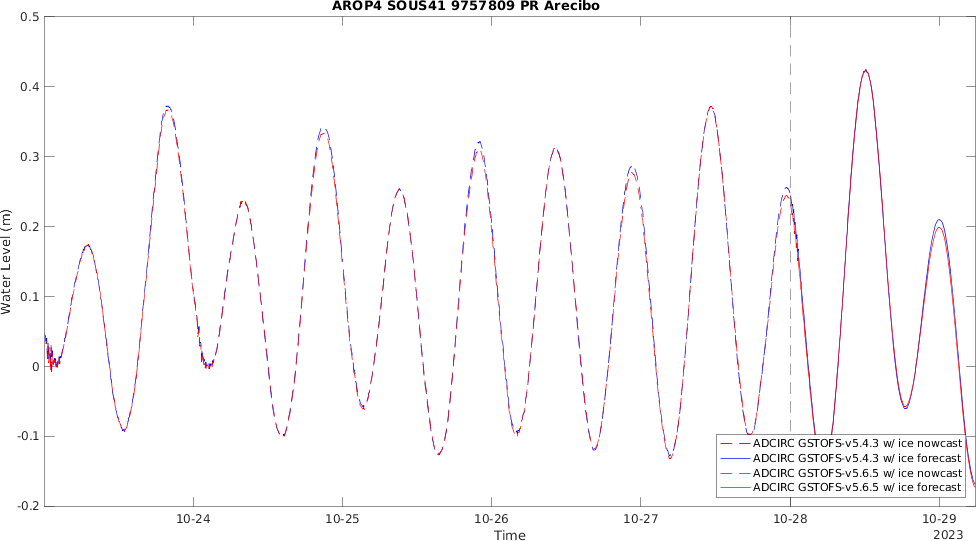 AROP4 SOUS41 9757809 PR Arecibo
0.5
0.4
0.3
0.2
0.1
0
-0.1
-0.2
Water Level (m)
ADCIRC GSTOFS-v5.4.3 w/ ice nowcast
ADCIRC GSTOFS-v5.4.3 w/ ice forecast
ADCIRC GSTOFS-v5.6.5 w/ ice nowcast
ADCIRC GSTOFS-v5.6.5 w/ ice forecast
10-24 10-25 10-26 10-27 10-28 10-29
Time 2023